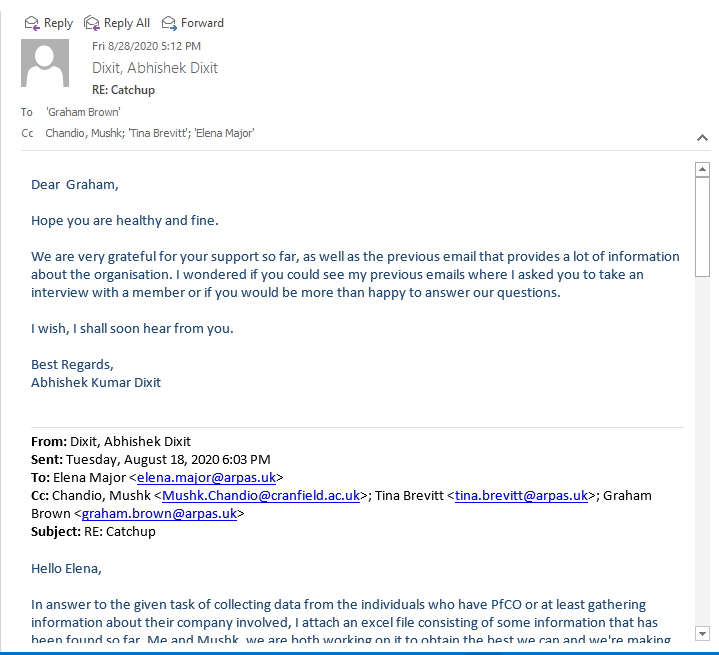 Reply Reply All Forward
Fri 8/28/2020 5:12 PM
Dixit, Abhishek Dixit
RE: Catchup
To 'Graham Brown'
Cc Chandio, Mushk; 'Tina Brevitt'; 'Elena Major'
Dear Graham,
Hope you are healthy and fine.
We are very grateful for your support so far, as well as the previous email that provides a lot of information
about the organisation. I wondered if you could see my previous emails where I asked you to take an
interview with a member or if you would be more than happy to answer our questions.
I wish, I shall soon hear from you.
Best Regards,
Abhishek Kumar Dixit
From: Dixit, Abhishek Dixit
Sent: Tuesday, August 18, 2020 6:03 PM
To: Elena Major <elena.major@arpas.uk>
Cc: Chandio, Mushk <Mushk.Chandio@cranfield.ac.uk>; Tina Brevitt <tina.brevitt@arpas.uk>; Graham
Brown <graham.brown@arpas.uk>
Subject: RE: Catchup
Hello Elena,
In answer to the given task of collecting data from the individuals who have PfCO or at least gathering
information about their company involved, I attach an excel file consisting of some information that has
been found so far. Me and Mushk, we are both working on it to obtain the best we can and we're making